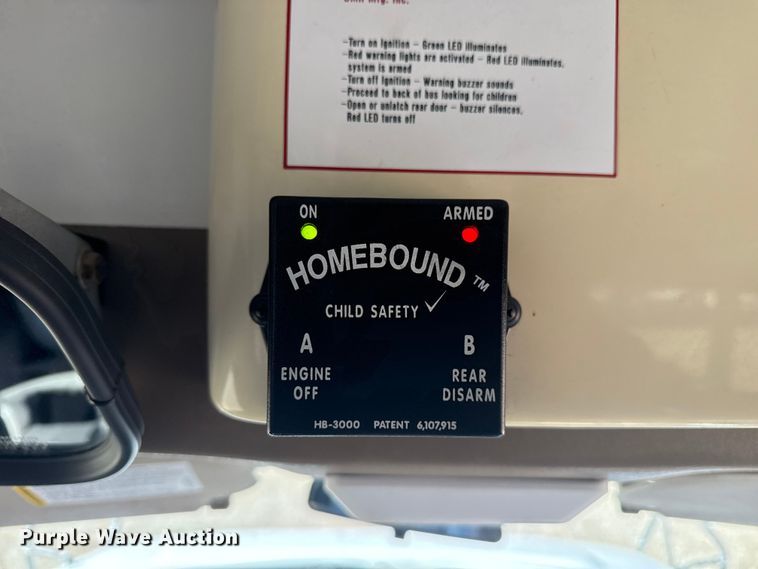 -Turn on Ignition - Green LED illuminates
-Red warning lights are activated - Red LED illuminates,
system is armed
-Turn off Ignition - Warning buzzer sounds
-Proceed to back of bus looking for children
-Open or unlatch rear door - buzzer silences,
Red LED turns off
ON ARMED
HOMEBOUND™
CHILD SAFETY
A B
ENGINE OFF
REAR DISARM
HB-3000 PATENT 6,107,915
Purple Wave Auction